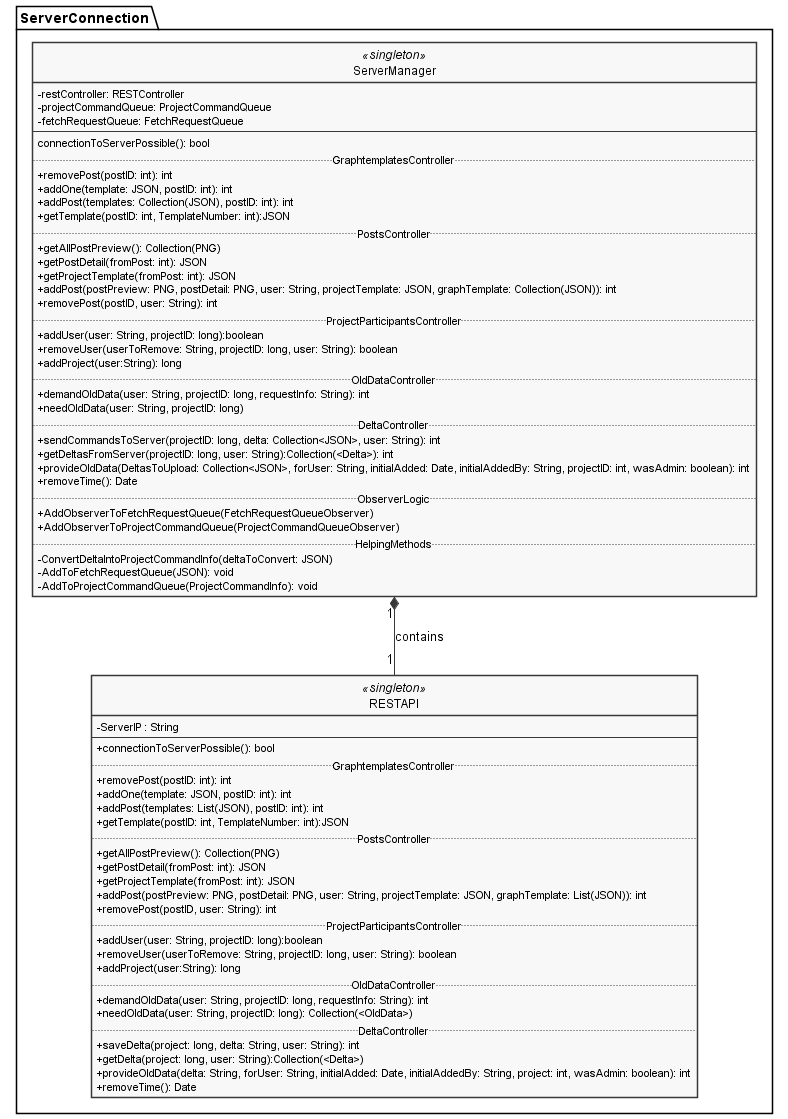 ServerConnection
«singleton»
ServerManager
-restController: RESTController
-projectCommandQueue: ProjectCommandQueue
-fetchRequestQueue: FetchRequestQueue
connectionToServerPossible(): bool
GraphtemplatesController
+removePost(postID: int): int
+addOne(template: JSON, postID: int): int
+addPost(templates: Collection(JSON), postID: int): int
+getTemplate(postID: int, TemplateNumber: int):JSON
PostsController
+getAllPostPreview(): Collection(PNG)
+getPostDetail(fromPost: int): JSON
+getProjectTemplate(fromPost: int): JSON
+addPost(postPreview: PNG, postDetail: PNG, user: String, projectTemplate: JSON, graphTemplate: Collection(JSON)): int
+removePost(postID, user: String): int
ProjectParticipantsController
+addUser(user: String, projectID: long):boolean
+removeUser(userToRemove: String, projectID: long, user: String): boolean
+addProject(user:String): long
OldDataController
+demandOldData(user: String, projectID: long, requestInfo: String): int
+needOldData(user: String, projectID: long)
DeltaController
+sendCommandsToServer(projectID: long, delta: Collection<JSON>, user: String): int
+getDeltasFromServer(projectID: long, user: String):Collection(<Delta>): int
+provideOldData(DeltasToUpload: Collection<JSON>, forUser: String, initialAdded: Date, initialAddedBy: String, projectID: int, wasAdmin: boolean): int
+removeTime(): Date
ObserverLogic
+AddObserverToFetchRequestQueue(FetchRequestQueueObserver)
+AddObserverToProjectCommandQueue(ProjectCommandQueueObserver)
HelpingMethods
-ConvertDeltaIntoProjectCommandInfo(deltaToConvert: JSON)
-AddToFetchRequestQueue(JSON): void
-AddToProjectCommandQueue(ProjectCommandInfo): void
1
contains
1
«singleton»
RESTAPI
-ServerIP : String
+connectionToServerPossible(): bool
GraphtemplatesController
+removePost(postID: int): int
+addOne(template: JSON, postID: int): int
+addPost(templates: List(JSON), postID: int): int
+getTemplate(postID: int, TemplateNumber: int):JSON
PostsController
+getAllPostPreview(): Collection(PNG)
+getPostDetail(fromPost: int): JSON
+getProjectTemplate(fromPost: int): JSON
+addPost(postPreview: PNG, postDetail: PNG, user: String, projectTemplate: JSON, graphTemplate: List(JSON)): int
+removePost(postID, user: String): int
ProjectParticipantsController
+addUser(user: String, projectID: long):boolean
+removeUser(userToRemove: String, projectID: long, user: String): boolean
+addProject(user:String): long
OldDataController
+demandOldData(user: String, projectID: long, requestInfo: String): int
+needOldData(user: String, projectID: long): Collection(<OldData>)
DeltaController
+saveDelta(project: long, delta: String, user: String): int
+getDelta(project: long, user: String):Collection(<Delta>)
+provideOldData(delta: String, forUser: String, initialAdded: Date, initialAddedBy: String, project: int, wasAdmin: boolean): int
+removeTime(): Date